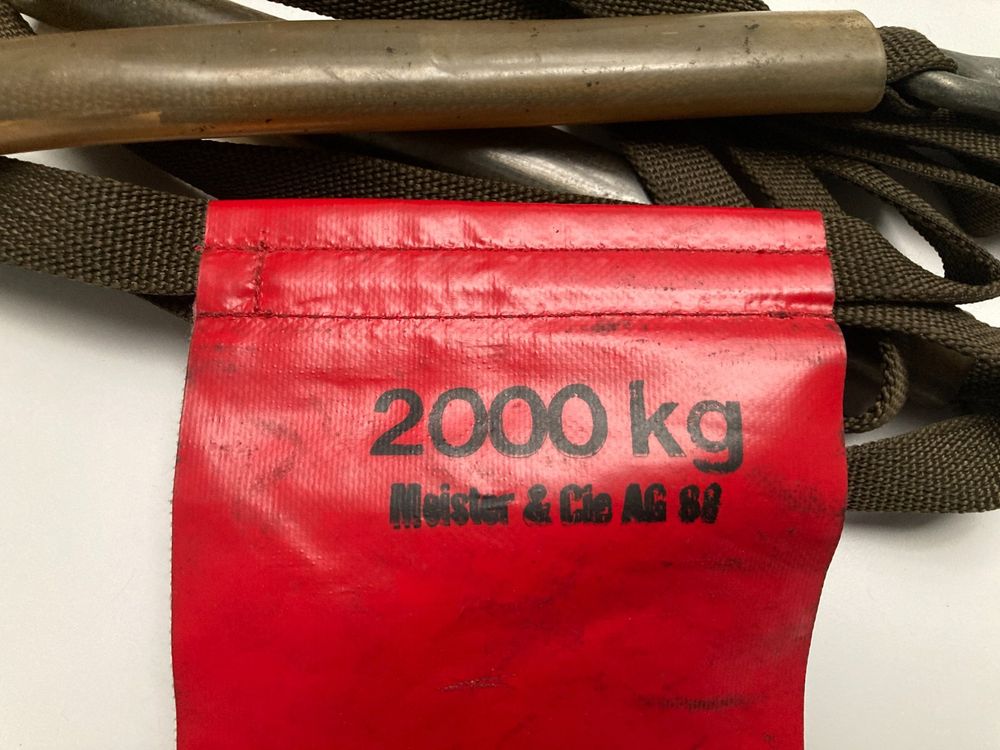 2000 kg
Meister & Cie AG 88